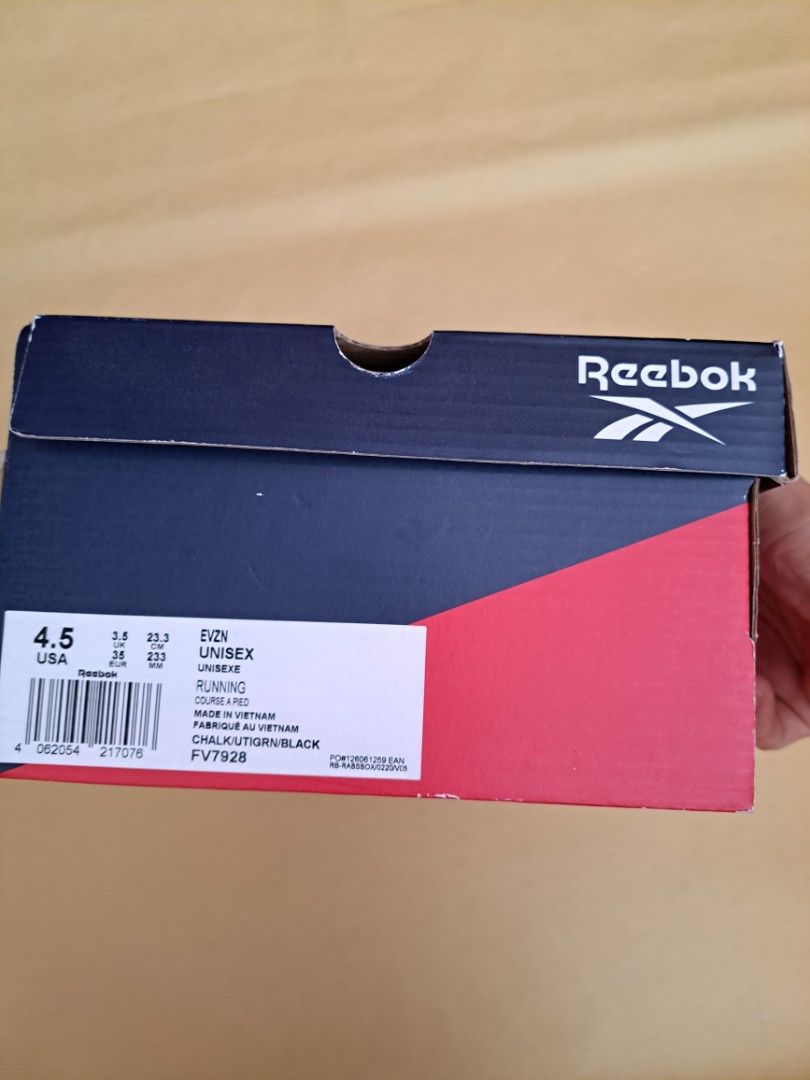 Reebok
4.5
USA
3.5
UK
35
EUR
23.3
CM
233
MM
Reebok
4 062054 217076
EVZN
UNISEX
UNISEXE
RUNNING
COURSE A PIED
MADE IN VIETNAM
FABRIQUÉ AU VIETNAM
CHALK/UTIGRN/BLACK
FV7928
PO#126061259 EAN
RB-RABSBOX/0220/V05